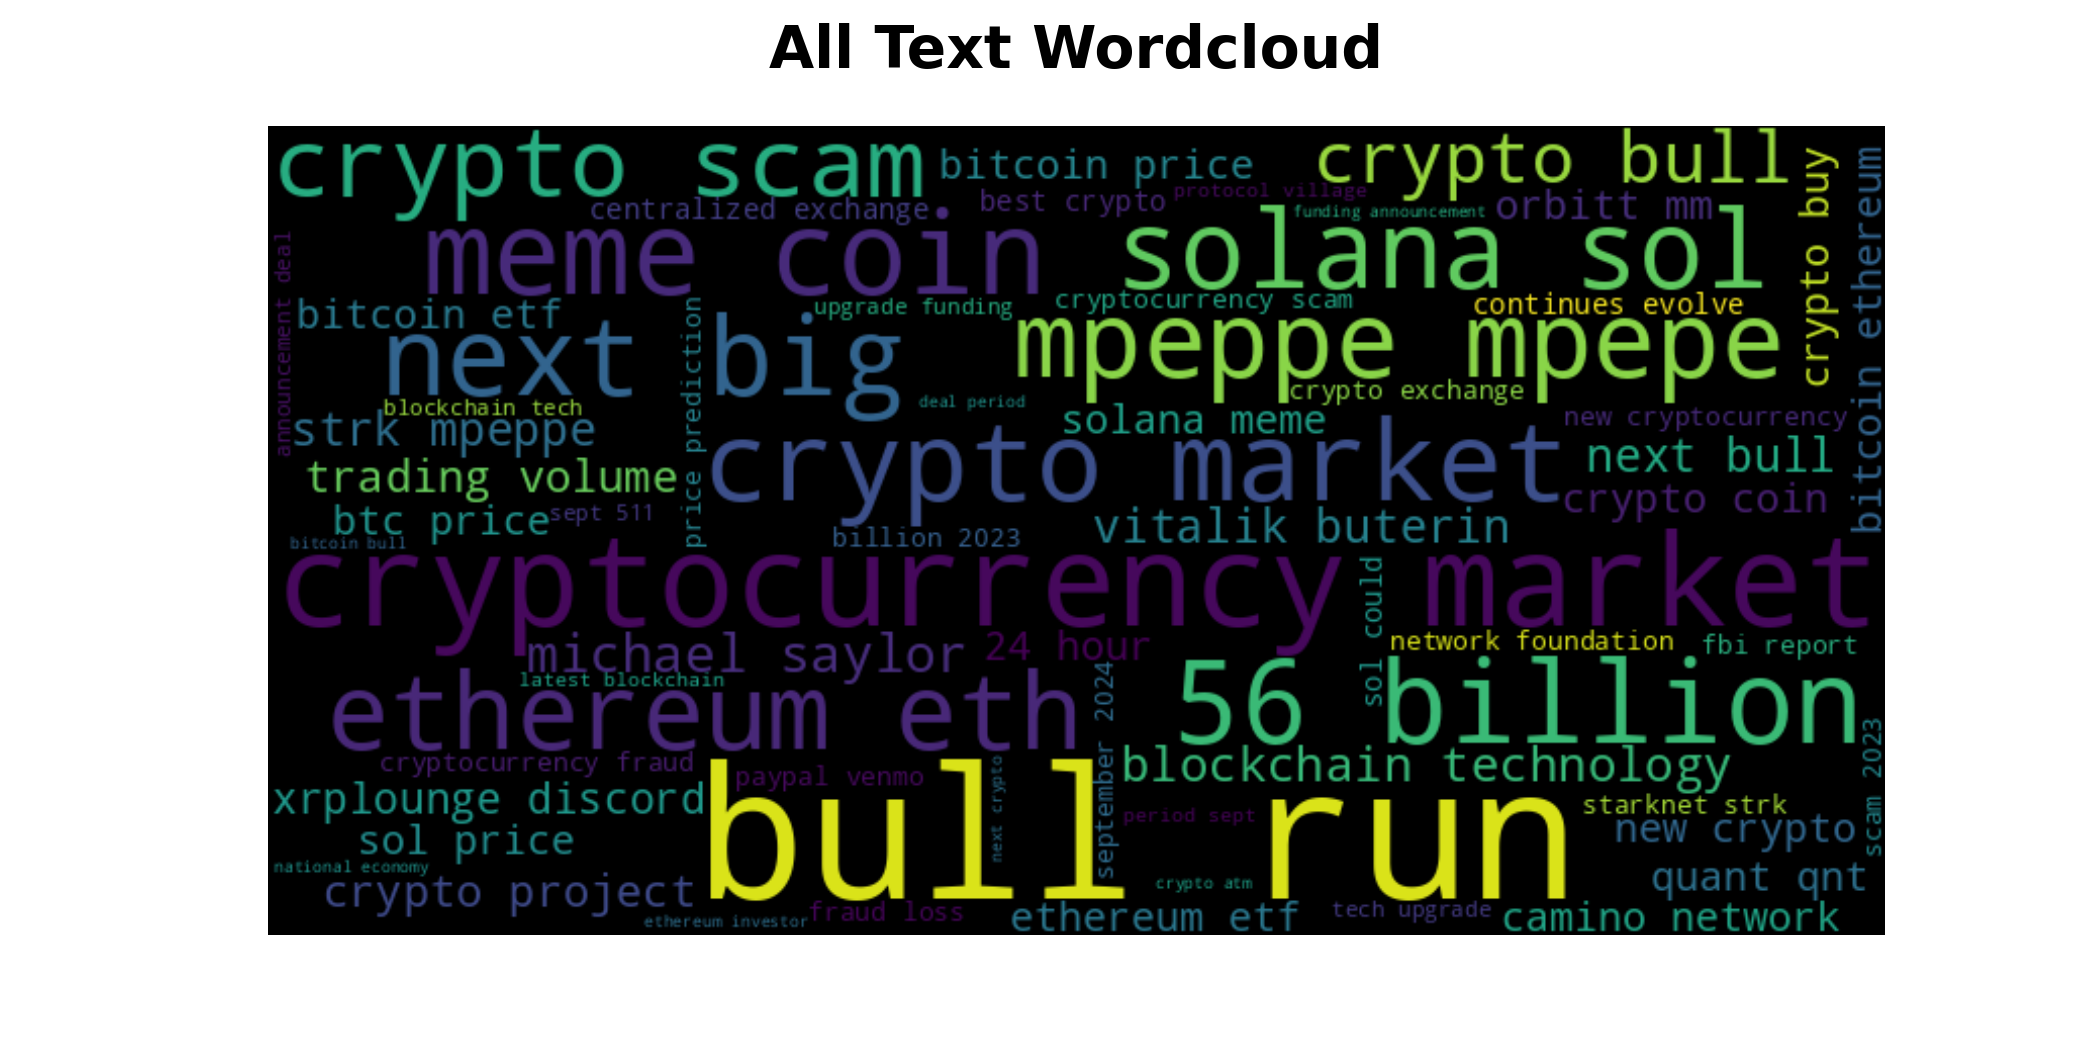 All Text Wordcloud
crypto scam
bitcoin price
crypto bull
crypto buy
bitcoin ethereum
centralized exchange
best crypto
protocol village
funding announcement
orbitt mm
announcement deal
meme coin
solana sol
bitcoin etf
upgrade funding
cryptocurrency scam
continues evolve
next big
price prediction
mpeppe mpepe
crypto exchange
blockchain tech
deal period
strk mpeppe
solana meme
new cryptocurrency
crypto market
next bull
trading volume
crypto coin
btc price
sept 511
billion 2023
vitalik buterin
bitcoin bull
cryptocurrency market
sol could
michael saylor
24 hour
network foundation
fbi report
latest blockchain
ethereum eth
september 2024
56 billion
scam 2023
cryptocurrency fraud
paypal venmo
next crypto
blockchain technology
xrplounge discord
bull run
period sept
starknet strk
sol price
new crypto
national economy
crypto project
crypto atm
quant qnt
ethereum investor
fraud loss
ethereum etf
tech upgrade
camino network